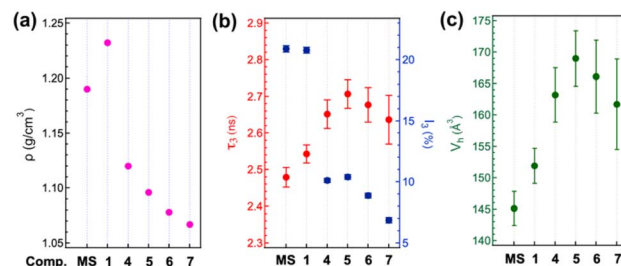 (a)
1.25
1.20
1.15
1.10
1.05
ρ (g/cm³)
Comp. MS 1 4 5 6 7
(b)
2.9
2.8
2.7
2.6
2.5
2.4
2.3
τ₃ (ns)
20
15
10
5
I₃ (%)
MS 1 4 5 6 7
(c)
175
170
165
160
155
150
145
140
V_h (Å³)
MS 1 4 5 6 7